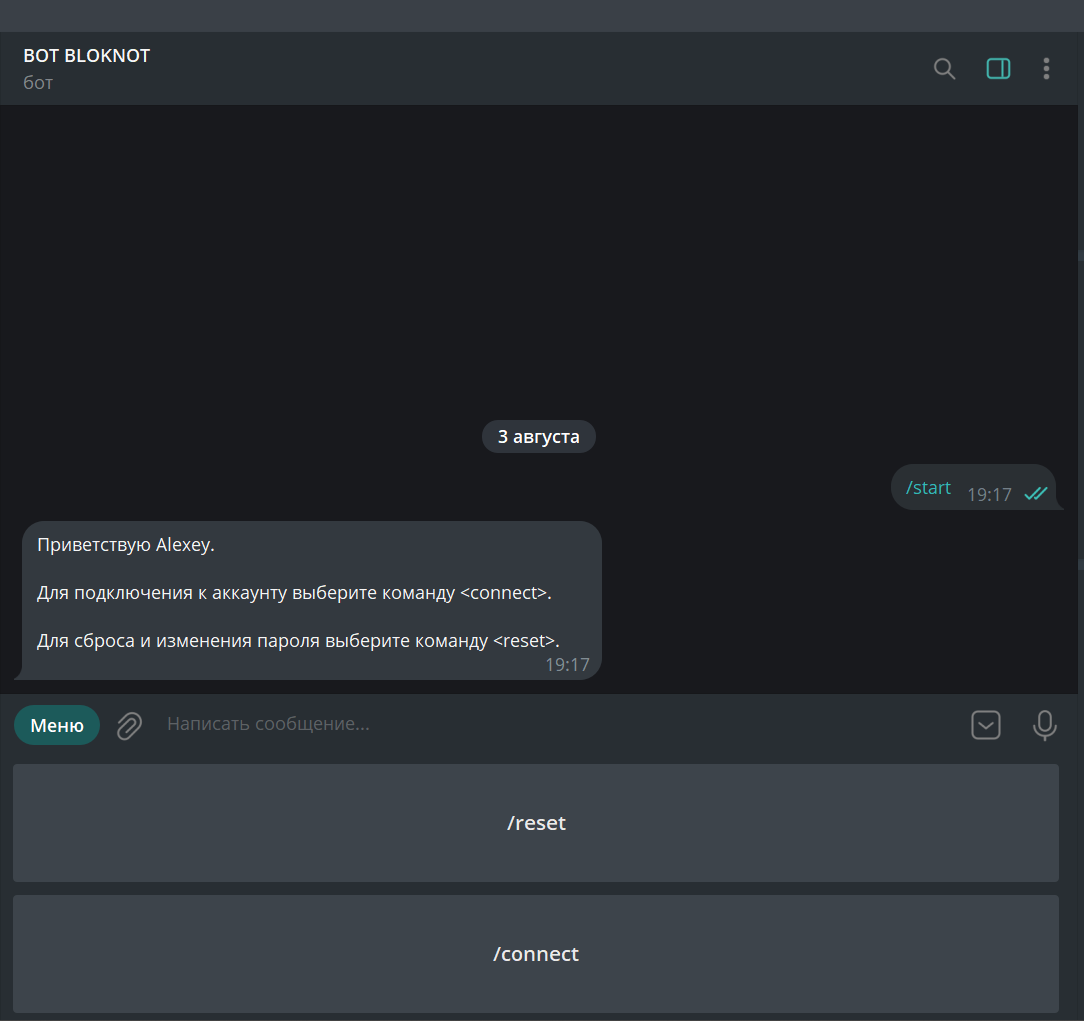 BOT BLOKNOT
бот
3 августа
/start 19:17
Приветствую Alexey.
Для подключения к аккаунту выберите команду <connect>.
Для сброса и изменения пароля выберите команду <reset>.
19:17
Меню Написать сообщение...
/reset
/connect